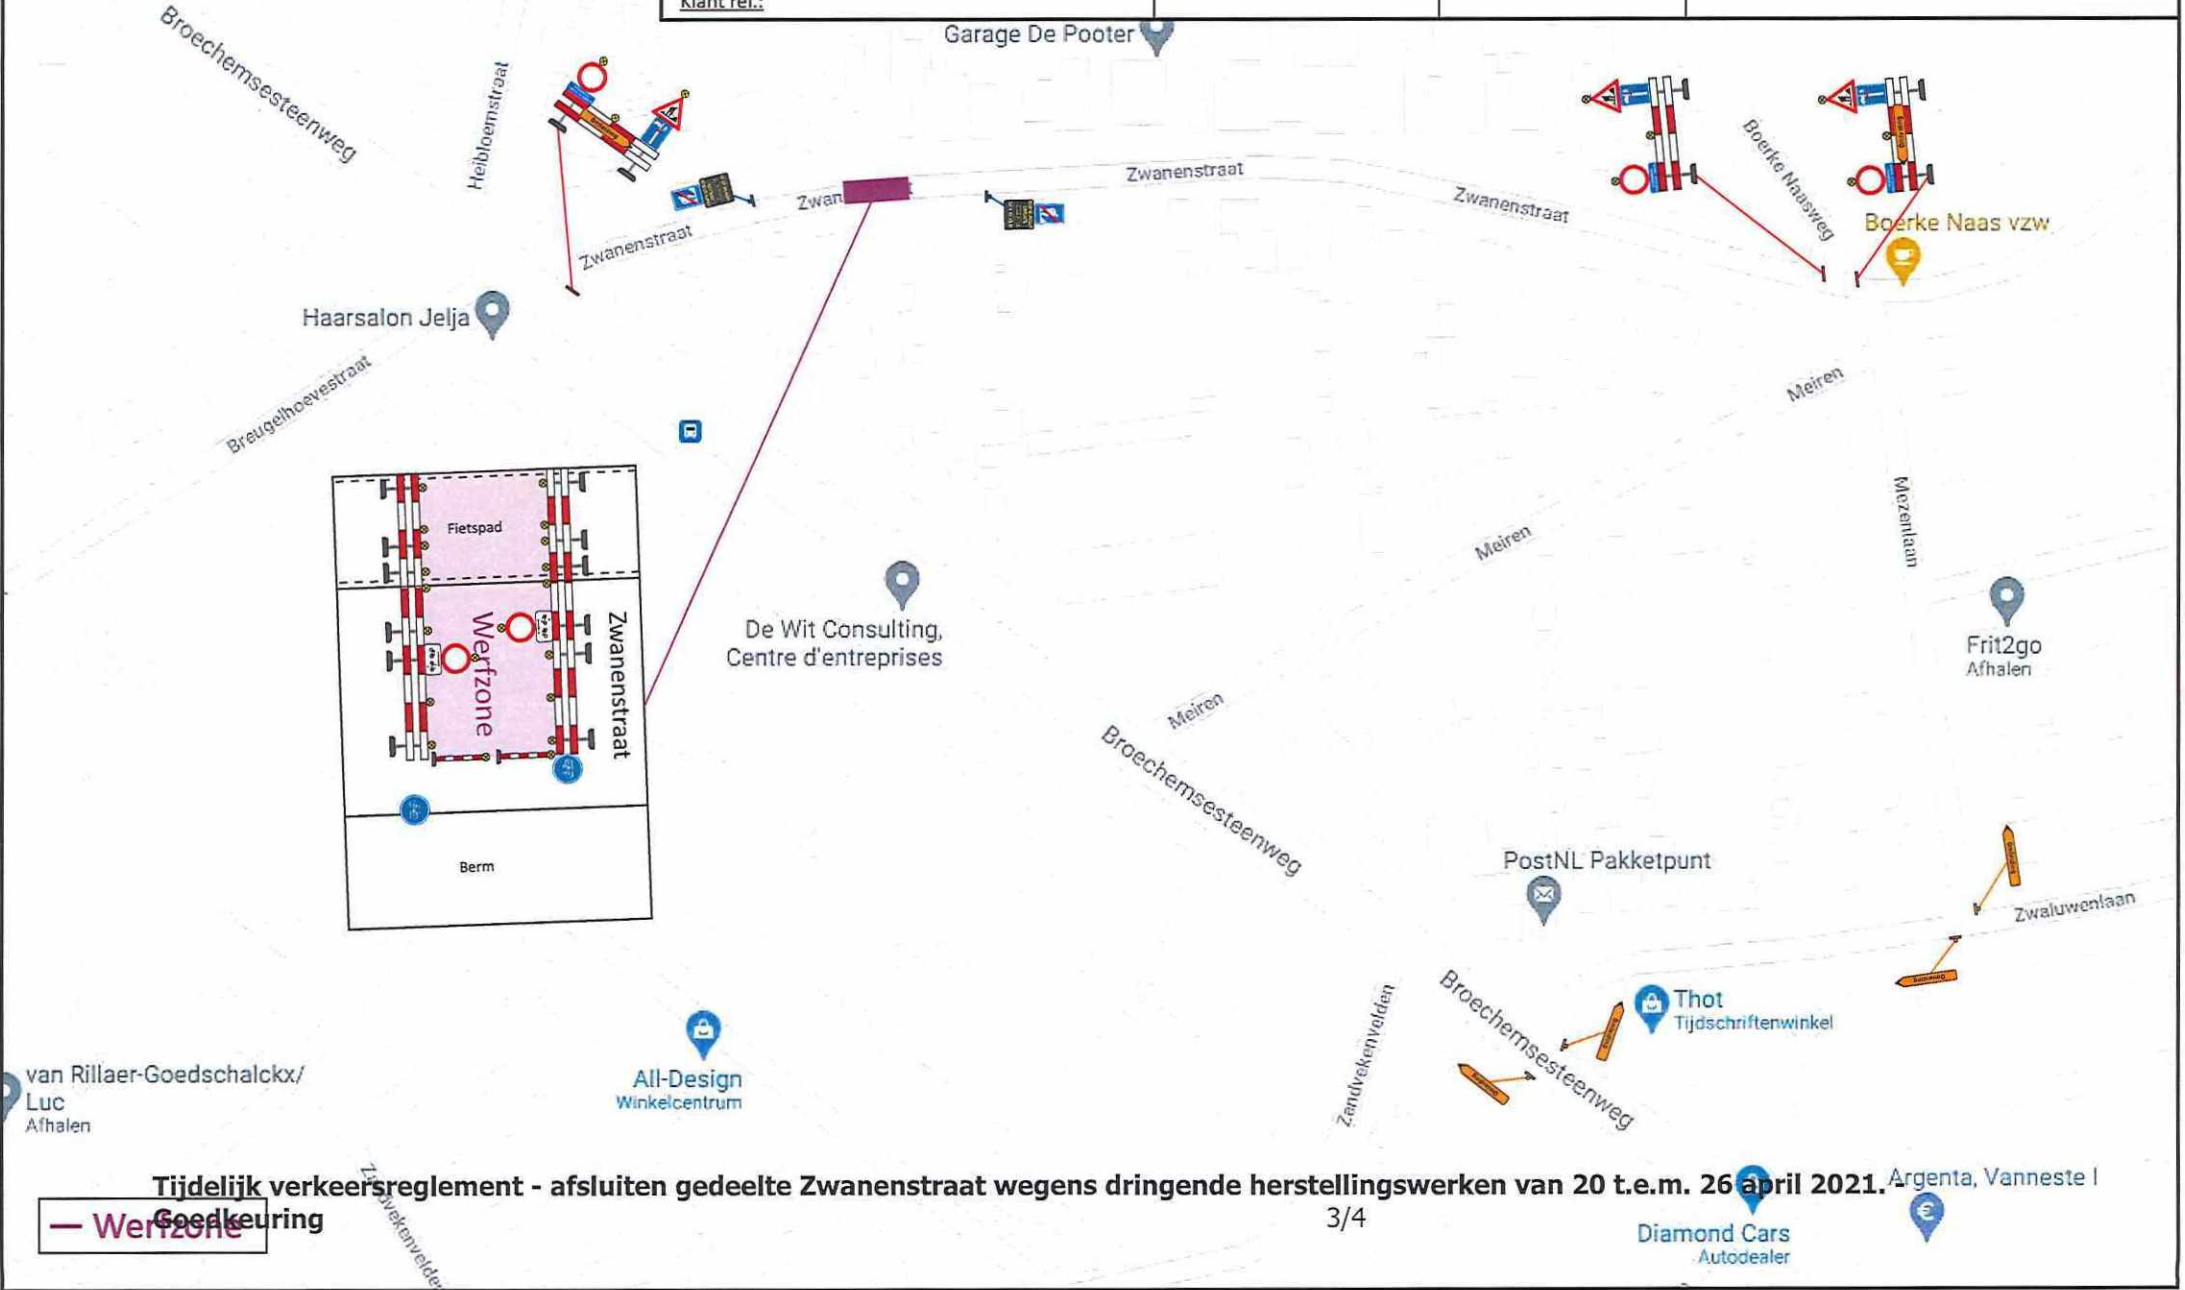 Klant ref.:
Garage De Pooter
Broechemsesteenweg
Heibloemstraat
Zwanenstraat
Zwan
Zwanenstraat
Zwanenstraat
Boerke Naasweg
Boerke Naas vzw
Haarsalon Jelja
Breugelhoevestraat
Meiren
Fietspad
Werfzone
Zwanenstraat
Berm
De Wit Consulting,
Centre d'entreprises
Meiren
Mezenlaan
Frit2go
Afhalen
Meiren
Broechemsesteenweg
PostNL Pakketpunt
Zwaluwenlaan
Zandvekenvelden
Broechemsesteenweg
Thot
Tijdschriftenwinkel
van Rillaer-Goedschalckx/
Luc
Afhalen
All-Design
Winkelcentrum
Zandvekenvelden
Tijdelijk verkeersreglement - afsluiten gedeelte Zwanenstraat wegens dringende herstellingswerken van 20 t.e.m. 26 april 2021. -
Goedkeuring
3/4
Werfzone
Argenta, Vanneste I
Diamond Cars
Autodealer